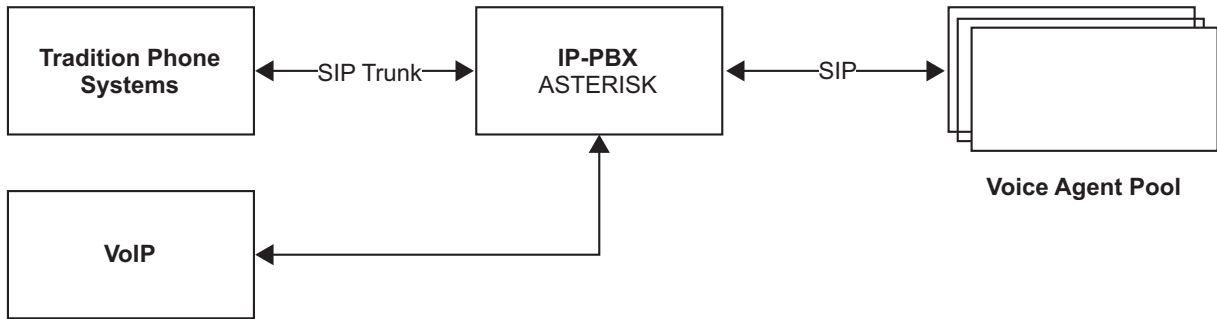 Tradition Phone
Systems
SIP Trunk
IP-PBX
ASTERISK
SIP
Voice Agent Pool
VoIP